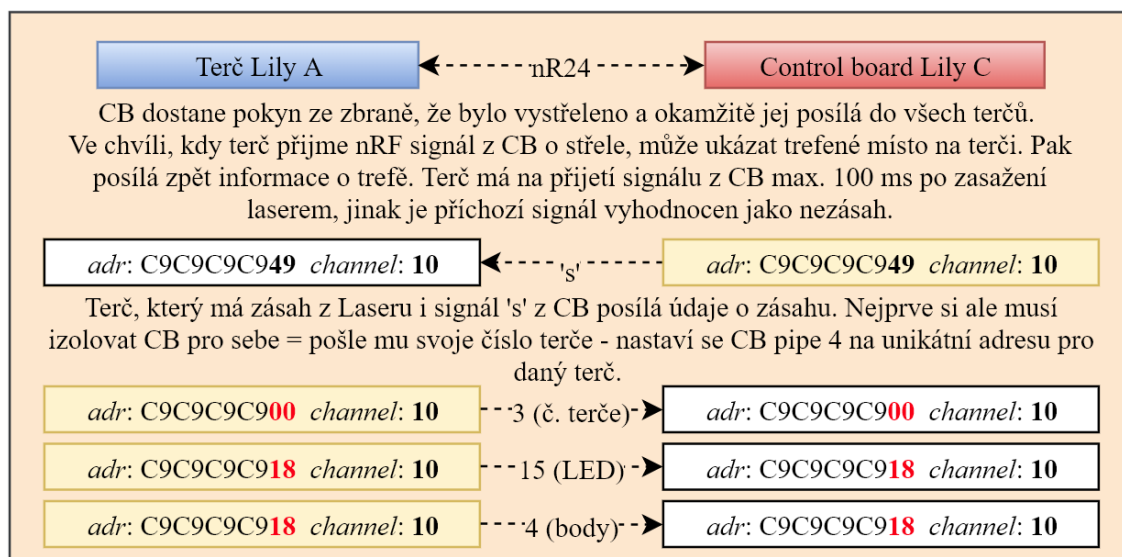 Terč Lily A nR24 Control board Lily C
CB dostane pokyn ze zbraně, že bylo vystřeleno a okamžitě jej posílá do všech terčů.
Ve chvíli, kdy terč přijme nRF signál z CB o střele, může ukázat trefené místo na terči. Pak
posílá zpět informace o trefě. Terč má na přijetí signálu z CB max. 100 ms po zasažení
laserem, jinak je příchozí signál vyhodnocen jako nezásah.
adr: C9C9C9C949 channel: 10 's' adr: C9C9C9C949 channel: 10
Terč, který má zásah z Laseru i signál 's' z CB posílá údaje o zásahu. Nejprve si ale musí
izolovat CB pro sebe = pošle mu svoje číslo terče - nastaví se CB pipe 4 na unikátní adresu pro
daný terč.
adr: C9C9C9C900 channel: 10 3 (č. terče) adr: C9C9C9C900 channel: 10
adr: C9C9C9C918 channel: 10 15 (LED) adr: C9C9C9C918 channel: 10
adr: C9C9C9C918 channel: 10 4 (body) adr: C9C9C9C918 channel: 10